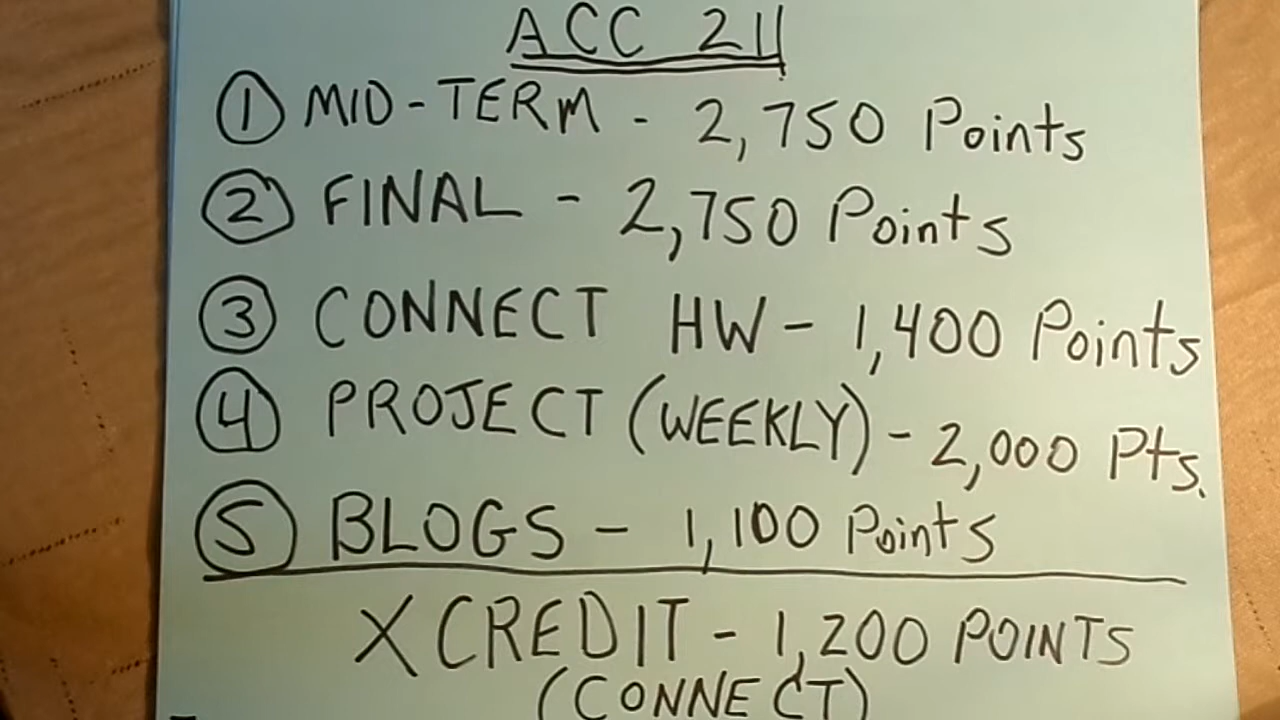 ACC 211
① MID-TERM - 2,750 Points
② FINAL - 2,750 Points
③ CONNECT HW - 1,400 Points
④ PROJECT (WEEKLY) - 2,000 Pts.
⑤ BLOGS - 1,100 Points
X CREDIT - 1,200 POINTS
(CONNECT)